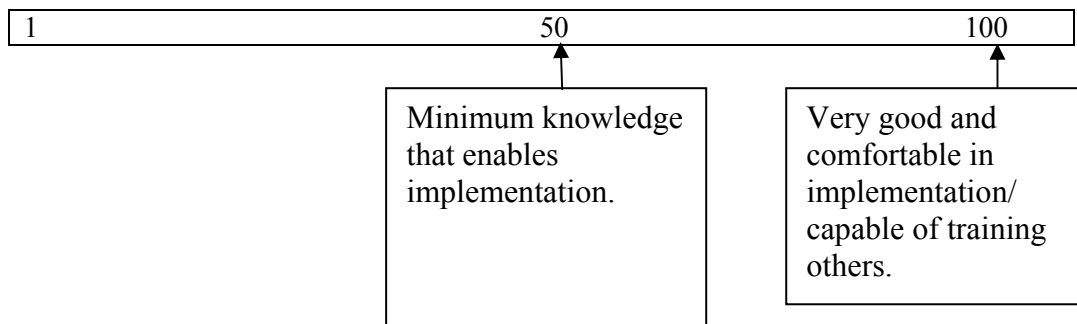 1 50 100
Minimum knowledge
that enables
implementation.
Very good and
comfortable in
implementation/
capable of training
others.